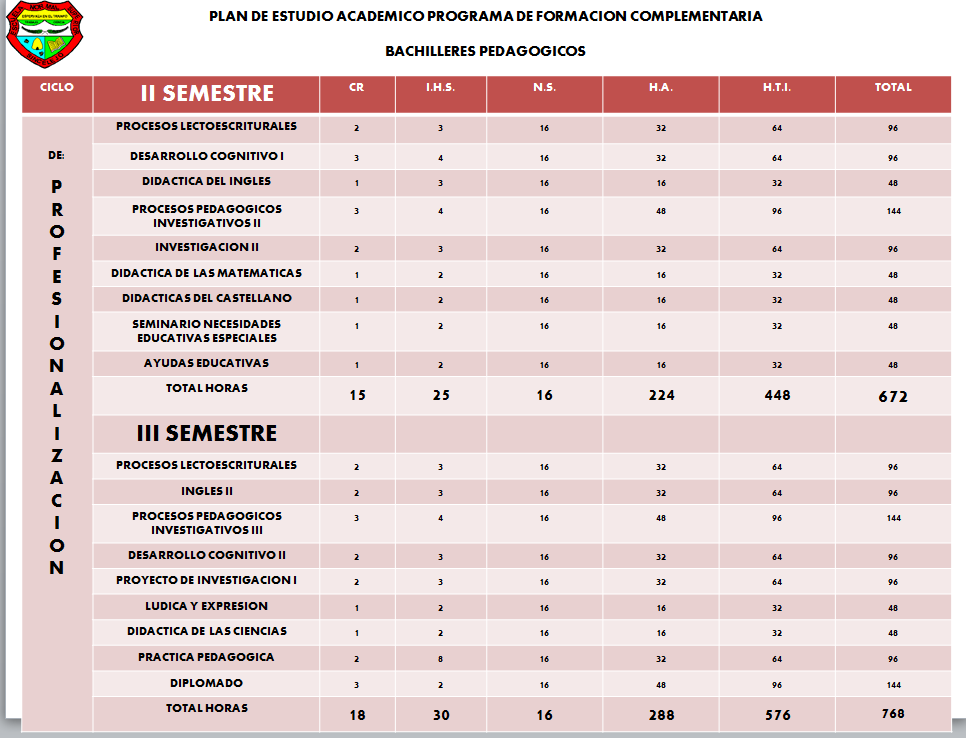 ESPERANZA EN EL TIEMPO
PLAN DE ESTUDIO ACADEMICO PROGRAMA DE FORMACION COMPLEMENTARIA
BACHILLERES PEDAGOGICOS
CICLO II SEMESTRE CR I.H.S. N.S. H.A. H.T.I. TOTAL
DE:
PROFESIONALIZACION
PROCESOS LECTOESCRITURALES 2 3 16 32 64 96
DESARROLLO COGNITIVO I 3 4 16 32 64 96
DIDACTICA DEL INGLES 1 3 16 16 32 48
PROCESOS PEDAGOGICOS
INVESTIGATIVOS II 3 4 16 48 96 144
INVESTIGACION II 2 3 16 32 64 96
DIDACTICA DE LAS MATEMATICAS 1 2 16 16 32 48
DIDACTICAS DEL CASTELLANO 1 2 16 16 32 48
SEMINARIO NECESIDADES
EDUCATIVAS ESPECIALES 1 2 16 16 32 48
AYUDAS EDUCATIVAS 1 2 16 16 32 48
TOTAL HORAS 15 25 16 224 448 672
III SEMESTRE
PROCESOS LECTOESCRITURALES 2 3 16 32 64 96
INGLES II 2 3 16 32 64 96
PROCESOS PEDAGOGICOS
INVESTIGATIVOS III 3 4 16 48 96 144
DESARROLLO COGNITIVO II 2 3 16 32 64 96
PROYECTO DE INVESTIGACION I 2 3 16 32 64 96
LUDICA Y EXPRESION 1 2 16 16 32 48
DIDACTICA DE LAS CIENCIAS 1 2 16 16 32 48
PRACTICA PEDAGOGICA 2 8 16 32 64 96
DIPLOMADO 3 2 16 48 96 144
TOTAL HORAS 18 30 16 288 576 768